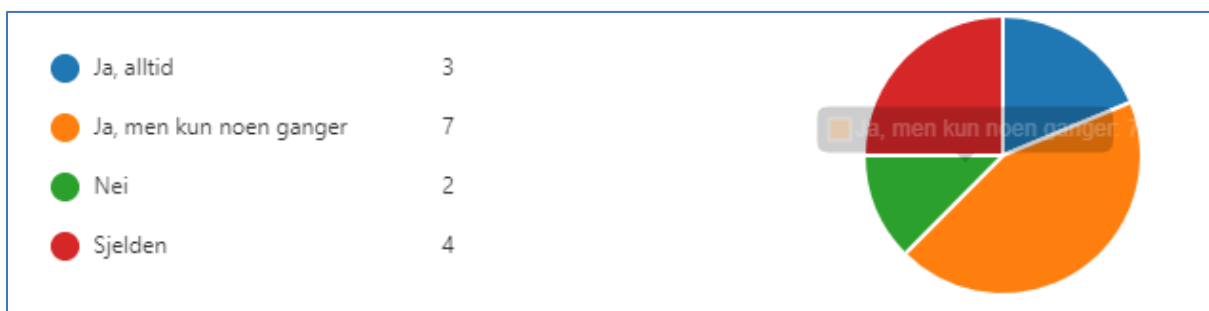 Ja, alltid 3
Ja, men kun noen ganger 7
Ja, men kun noen ganger: 7
Nei 2
Sjelden 4